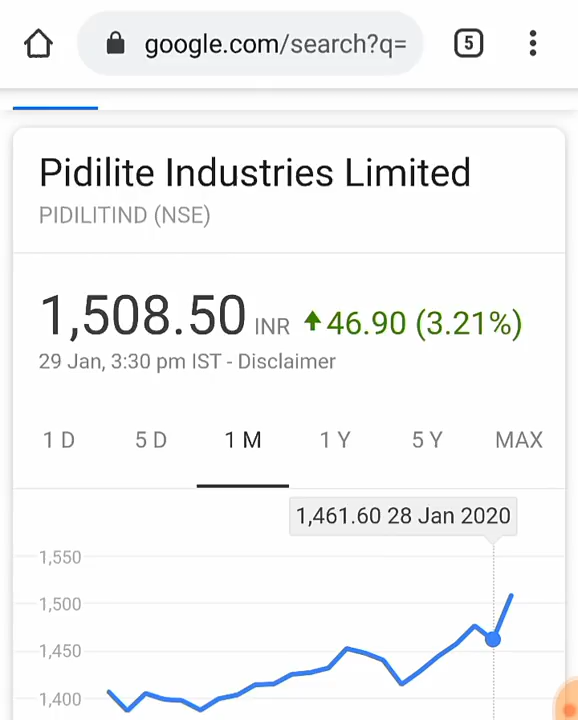 google.com/search?q=
5
Pidilite Industries Limited
PIDILITIND (NSE)
1,508.50 INR 46.90 (3.21%)
29 Jan, 3:30 pm IST - Disclaimer
1 D 5 D 1 M 1 Y 5 Y MAX
1,461.60 28 Jan 2020
1,550
1,500
1,450
1,400